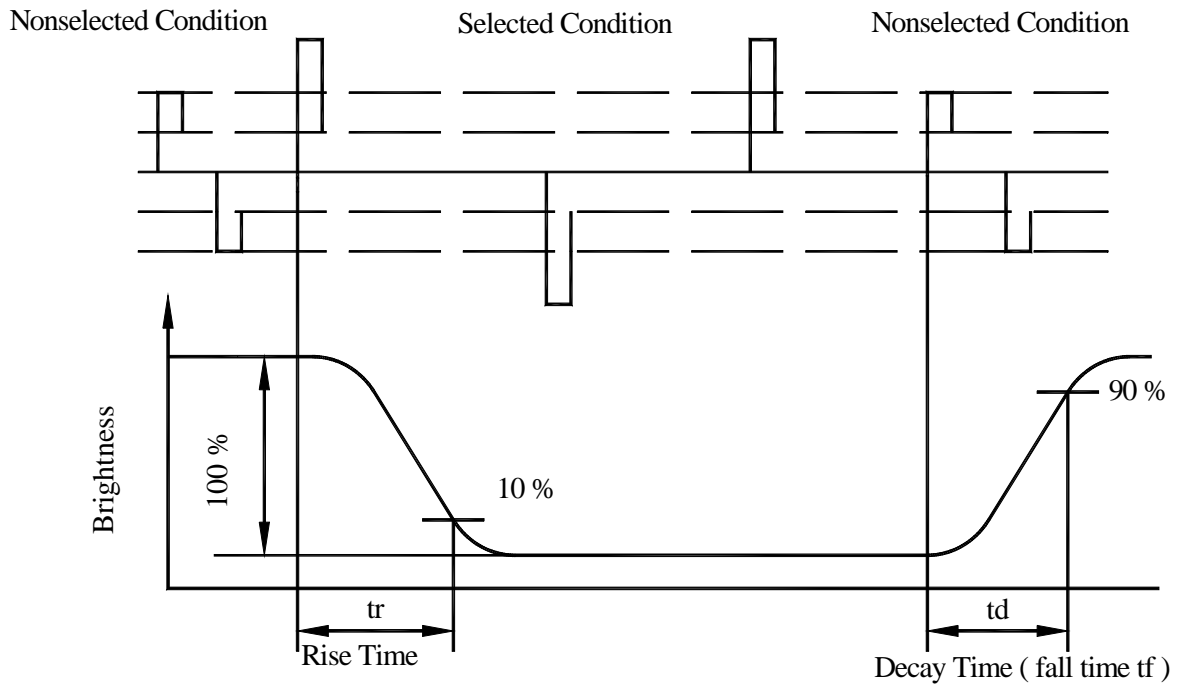 Nonselected Condition
Selected Condition
Nonselected Condition
Brightness
100 %
10 %
90 %
tr
Rise Time
td
Decay Time ( fall time tf )